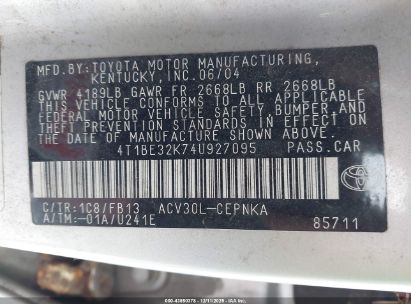 MFD.BY:TOYOTA MOTOR MANUFACTURING,
KENTUCKY, INC. 06/04
GVWR 4189LB GAWR FR 2668LB RR 2668LB
THIS VEHICLE CONFORMS TO ALL APPLICABLE
FEDERAL MOTOR VEHICLE SAFETY, BUMPER, AND
THEFT PREVENTION STANDARDS IN EFFECT ON THE
DATE OF MANUFACTURE SHOWN ABOVE.
4T1BE32K74U927095 PASS.CAR
C/TR:1C8/FB13 ACV30L-CEPNKA
A/TM:-01A/U241E 85711